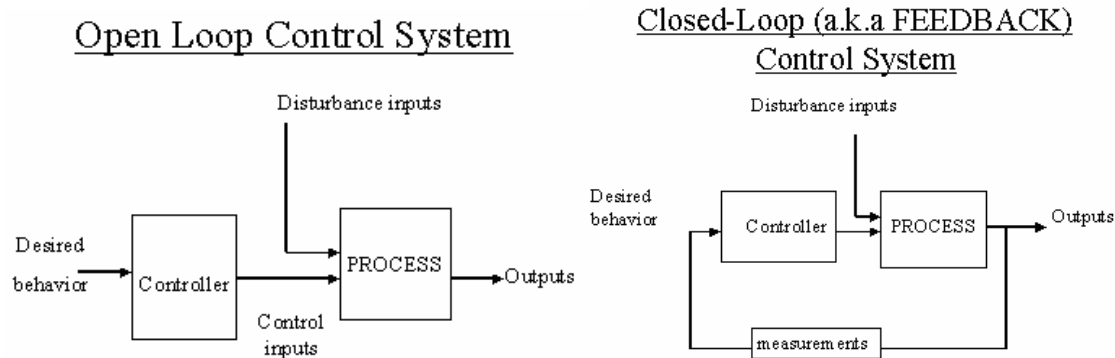 Open Loop Control System
Disturbance inputs
Desired
behavior
Controller
PROCESS
Outputs
Control
inputs
Closed-Loop (a.k.a FEEDBACK)
Control System
Disturbance inputs
Desired
behavior
Controller
PROCESS
Outputs
measurements